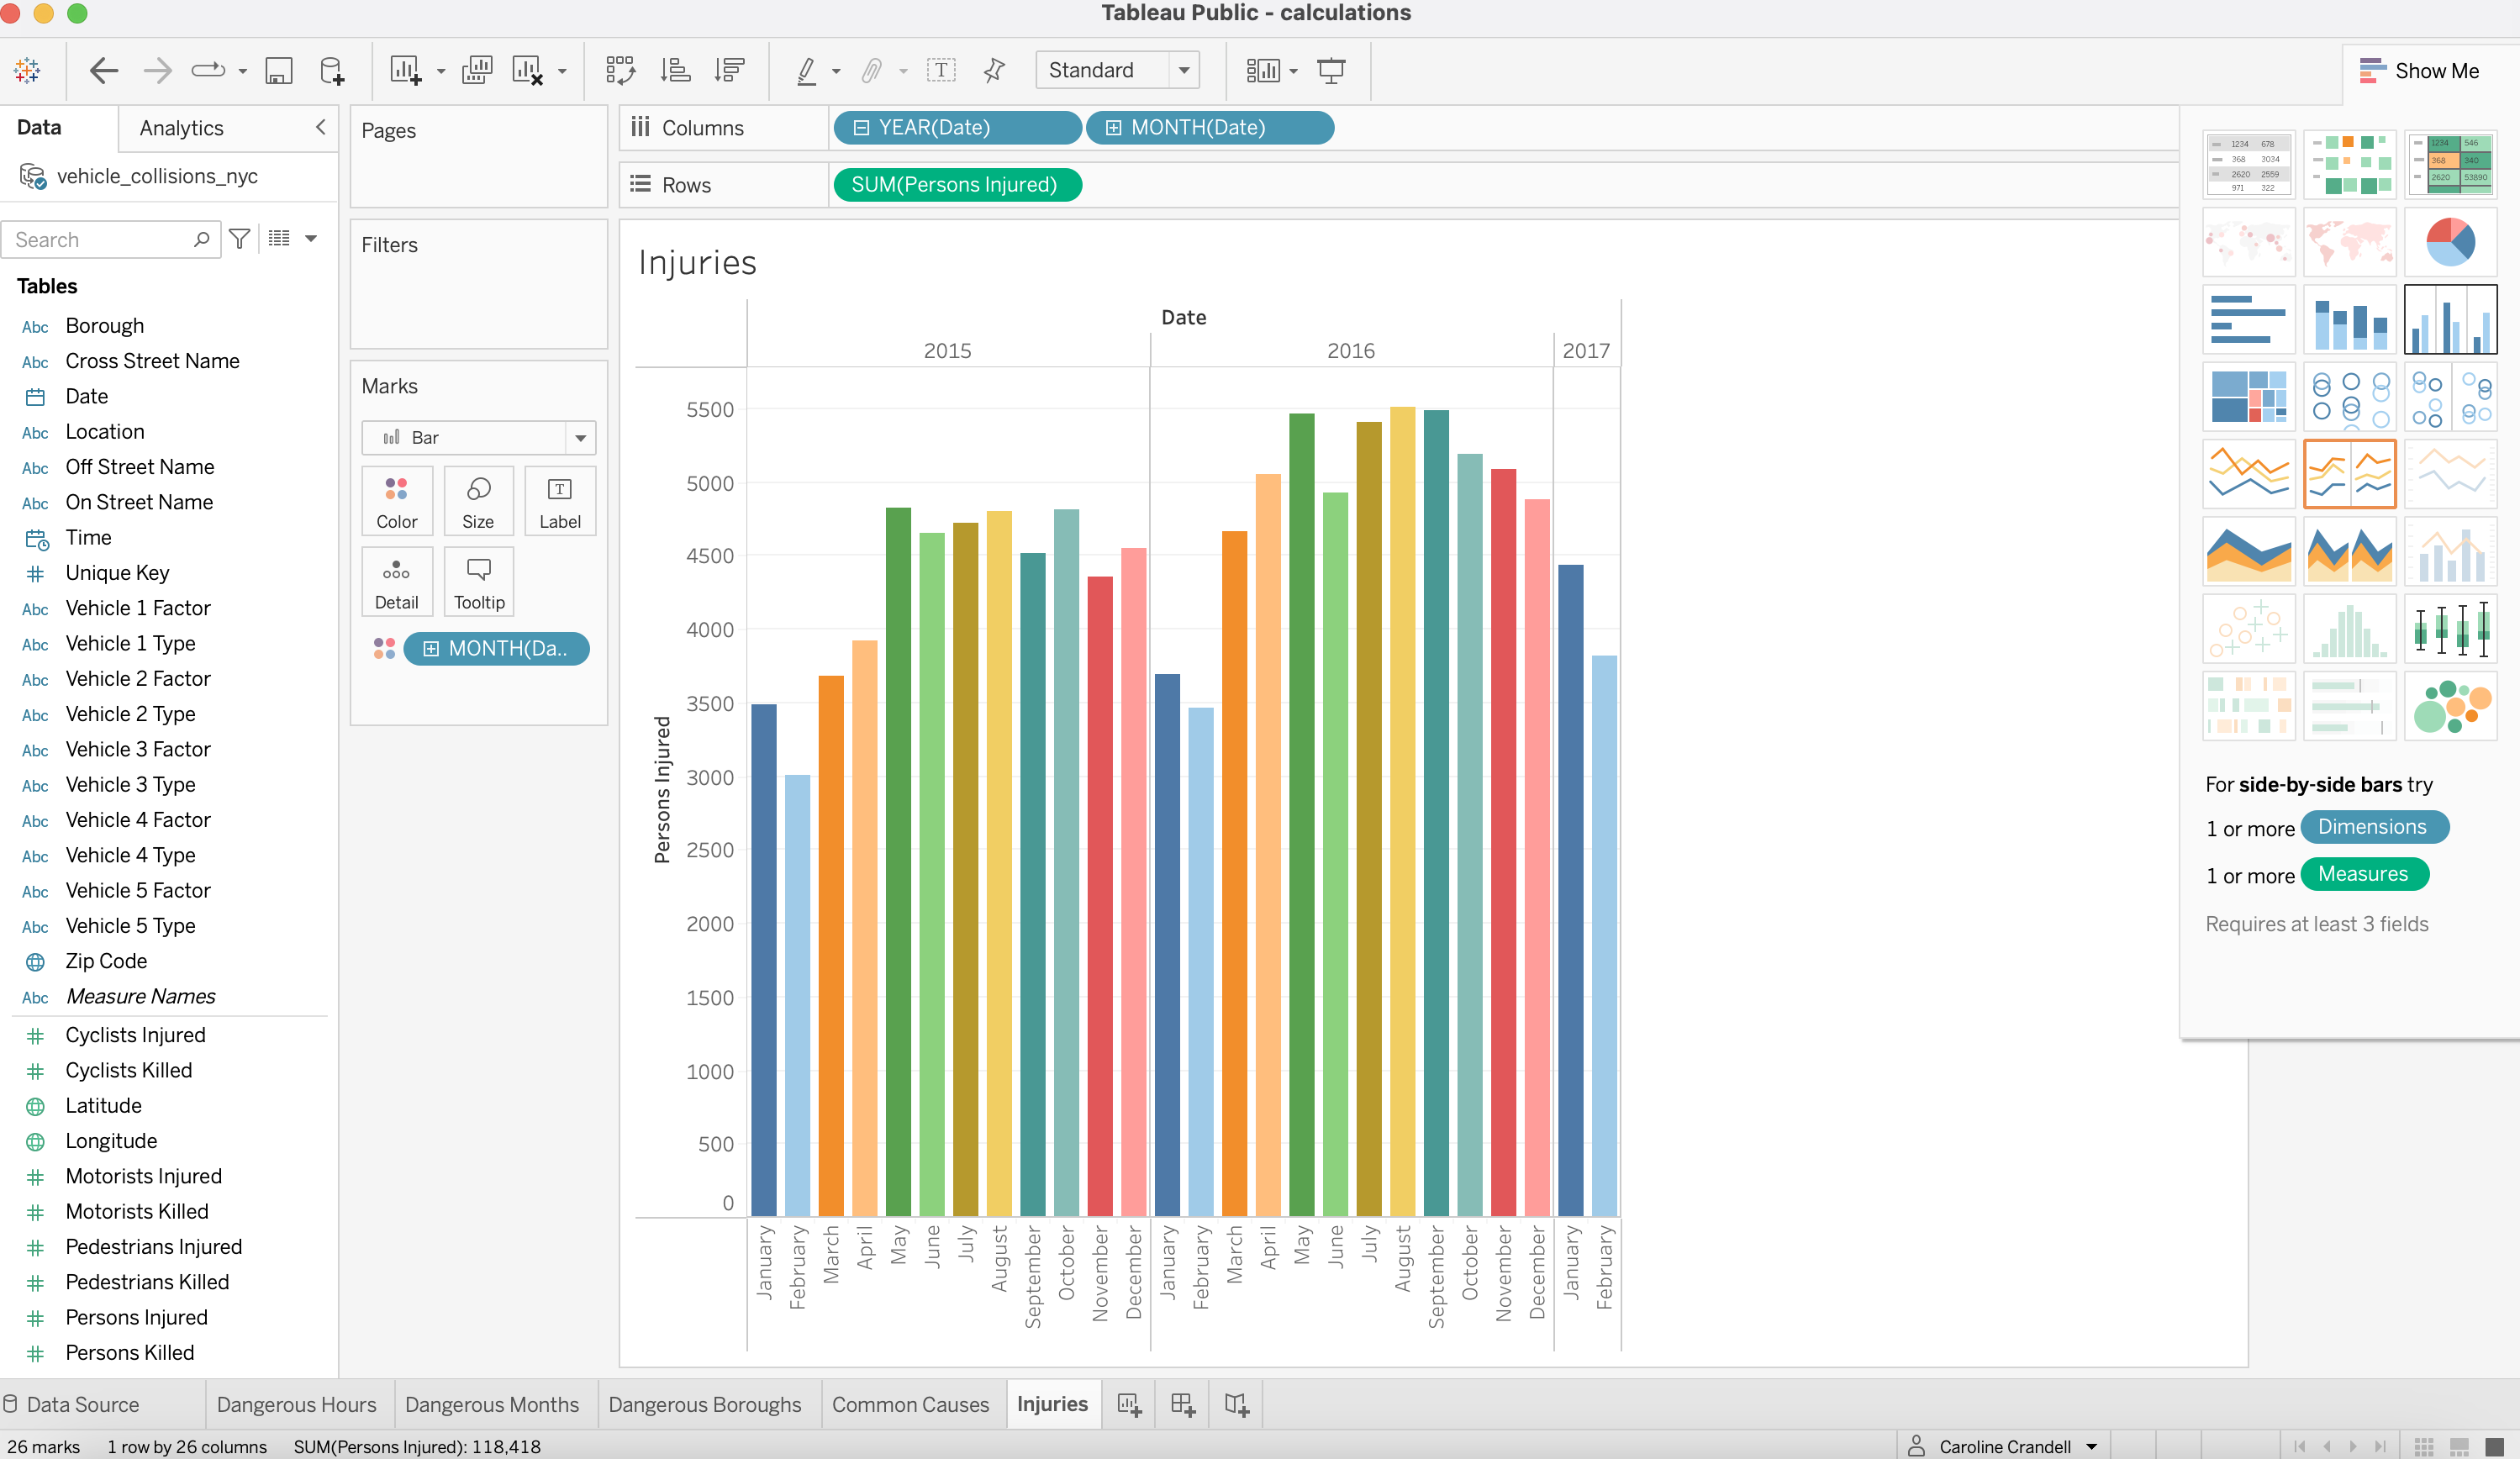 Tableau Public - calculations
Standard
Show Me
Data
Analytics
vehicle_collisions_nyc
Search
Tables
Abc Borough
Abc Cross Street Name
Date
Abc Location
Abc Off Street Name
Abc On Street Name
Time
Unique Key
Abc Vehicle 1 Factor
Abc Vehicle 1 Type
Abc Vehicle 2 Factor
Abc Vehicle 2 Type
Abc Vehicle 3 Factor
Abc Vehicle 3 Type
Abc Vehicle 4 Factor
Abc Vehicle 4 Type
Abc Vehicle 5 Factor
Abc Vehicle 5 Type
Zip Code
Abc Measure Names
Cyclists Injured
Cyclists Killed
Latitude
Longitude
Motorists Injured
Motorists Killed
Pedestrians Injured
Pedestrians Killed
Persons Injured
Persons Killed
Pages
Filters
Marks
Bar
Color
Size
T
Label
Detail
Tooltip
MONTH(Da..
Columns
YEAR(Date)
MONTH(Date)
Rows
SUM(Persons Injured)
Injuries
Date
2015
2016
2017
Persons Injured
5500
5000
4500
4000
3500
3000
2500
2000
1500
1000
500
0
January
February
March
April
May
June
July
August
September
October
November
December
January
February
March
April
May
June
July
August
September
October
November
December
January
February
1234 678
368 3034
2620 2559
971 322
1234 546
368 340
2620 53890
For side-by-side bars try
1 or more Dimensions
1 or more Measures
Requires at least 3 fields
Data Source
Dangerous Hours
Dangerous Months
Dangerous Boroughs
Common Causes
Injuries
26 marks
1 row by 26 columns
SUM(Persons Injured): 118,418
Caroline Crandell